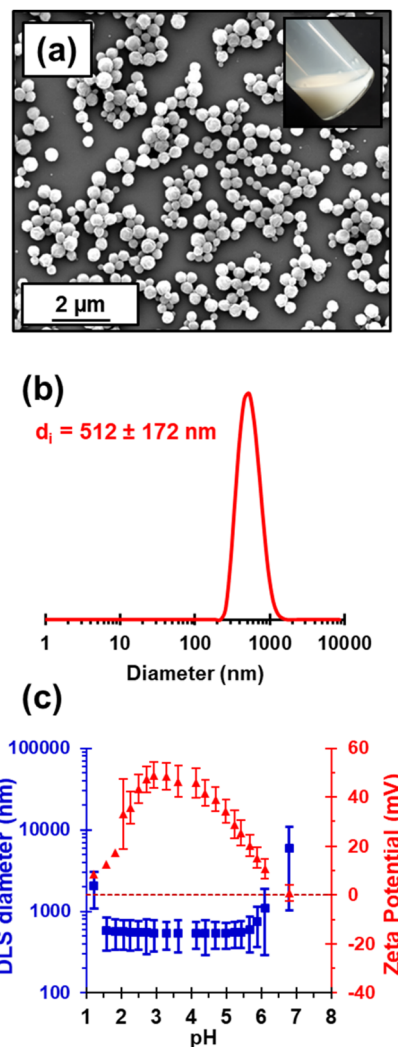 (a)
2 µm
(b)
dᵢ = 512 ± 172 nm
1 10 100 1000 10000
Diameter (nm)
(c)
100000
10000
1000
100
DLS diameter (nm)
60
40
20
0
-20
-40
Zeta Potential (mV)
1 2 3 4 5 6 7 8
pH